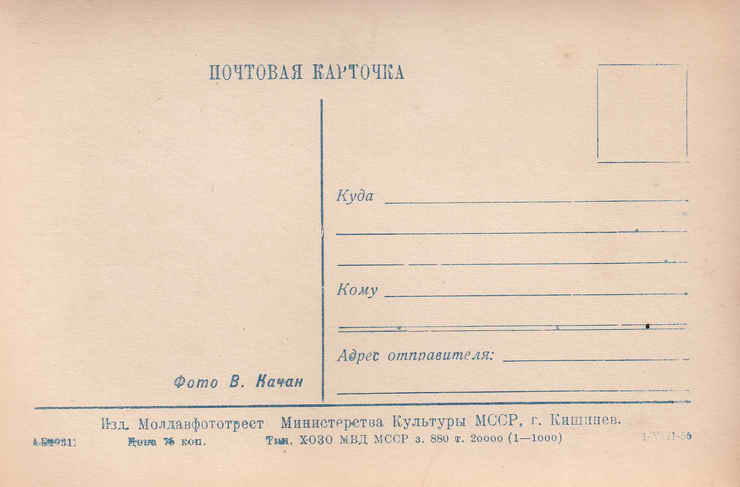 ПОЧТОВАЯ КАРТОЧКА
Куда
Кому
Адрес отправителя:
Фото В. Качан
Изд. Молдавфототрест Министерства Культуры МССР, г. Кишинев.
Цена 75 коп. Тип. ХОЗО МВД МССР з. 880 т. 20000 (1—1000)